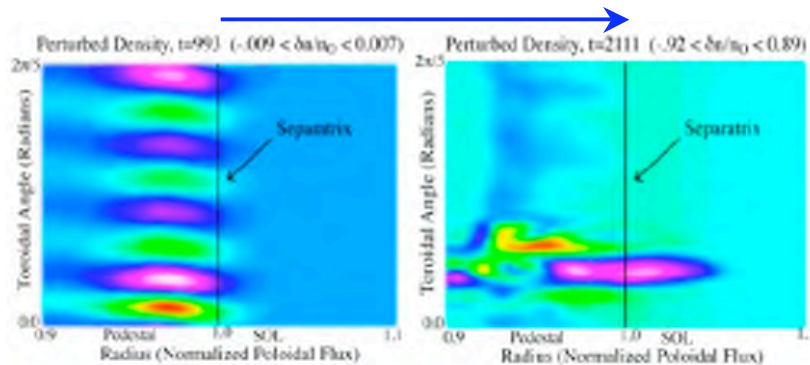 Perturbed Density, t=993 (-.009 < δn/n₀ < 0.007)
2π/5
Toroidal Angle (Radians)
Separatrix
0.0
0.9 Pedestal 1.0 SOL 1.1
Radius (Normalized Poloidal Flux)
Perturbed Density, t=2111 (-.92 < δn/n₀ < 0.89)
2π/5
Toroidal Angle (Radians)
Separatrix
0.0
0.9 Pedestal 1.0 SOL 1.
Radius (Normalized Poloidal Flux)